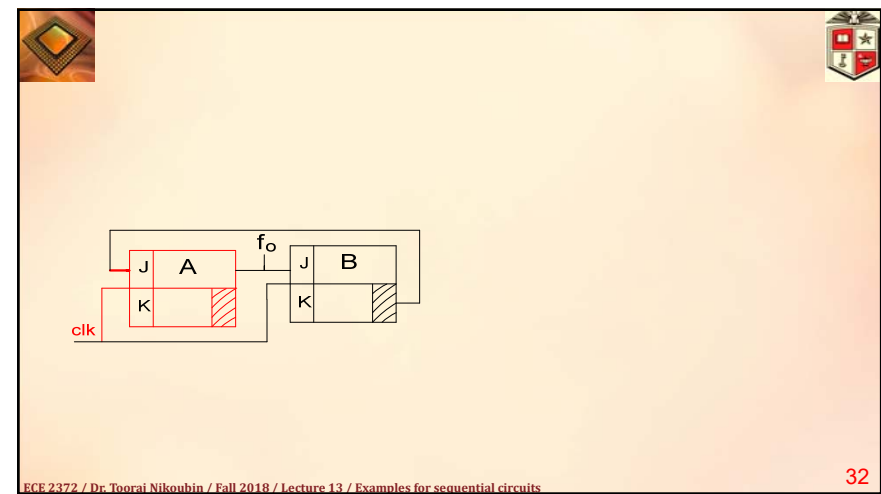 fo
J A
J B
K
K
clk
32
ECE 2372 / Dr. Tooraj Nikoubin / Fall 2018 / Lecture 13 / Examples for sequential circuits